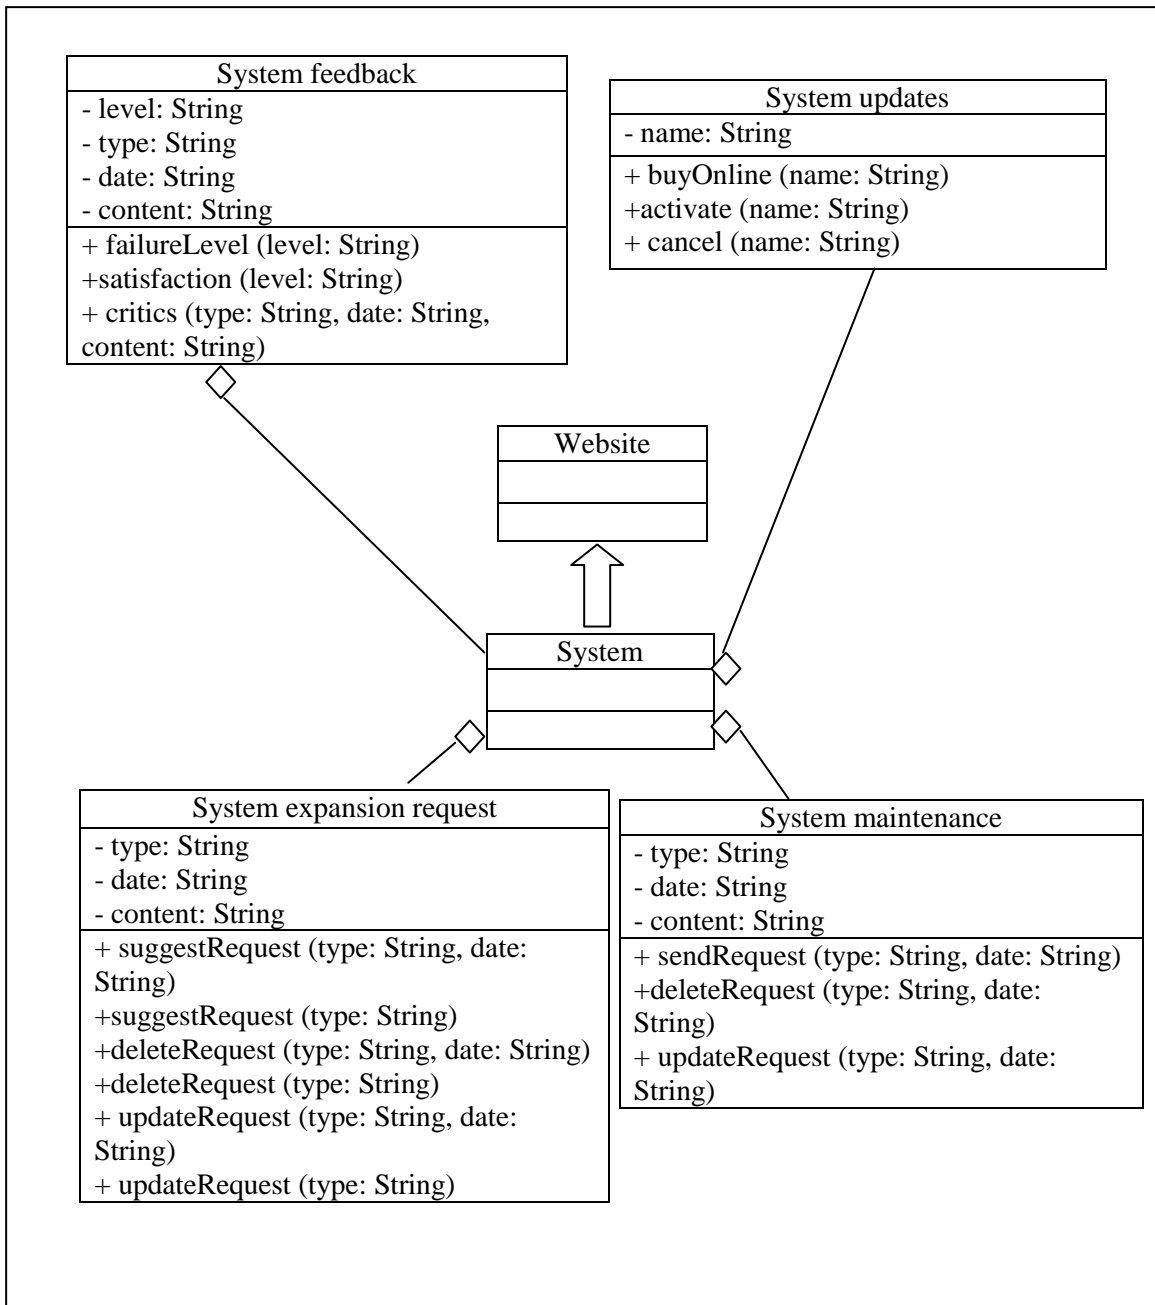 System feedback
- level: String
- type: String
- date: String
- content: String
+ failureLevel (level: String)
+satisfaction (level: String)
+ critics (type: String, date: String,
content: String)
System updates
- name: String
+ buyOnline (name: String)
+activate (name: String)
+ cancel (name: String)
Website
System
System expansion request
- type: String
- date: String
- content: String
+ suggestRequest (type: String, date:
String)
+suggestRequest (type: String)
+deleteRequest (type: String, date: String)
+deleteRequest (type: String)
+ updateRequest (type: String, date:
String)
+ updateRequest (type: String)
System maintenance
- type: String
- date: String
- content: String
+ sendRequest (type: String, date: String)
+deleteRequest (type: String, date:
String)
+ updateRequest (type: String, date:
String)